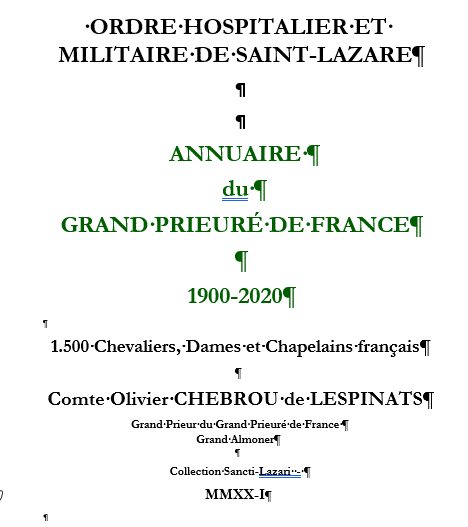 ORDRE HOSPITALIER ET
MILITAIRE DE SAINT-LAZARE¶
¶
¶
ANNUAIRE ¶
du ¶
GRAND PRIEURÉ DE FRANCE¶
¶
1900-2020¶
¶
1.500 Chevaliers, Dames et Chapelains français¶
¶
Comte Olivier CHEBROU de LESPINATS¶
Grand Prieur du Grand Prieuré de France ¶
Grand Almoner¶
¶
Collection Sancti-Lazari - ¶
MMXX-I¶
¶